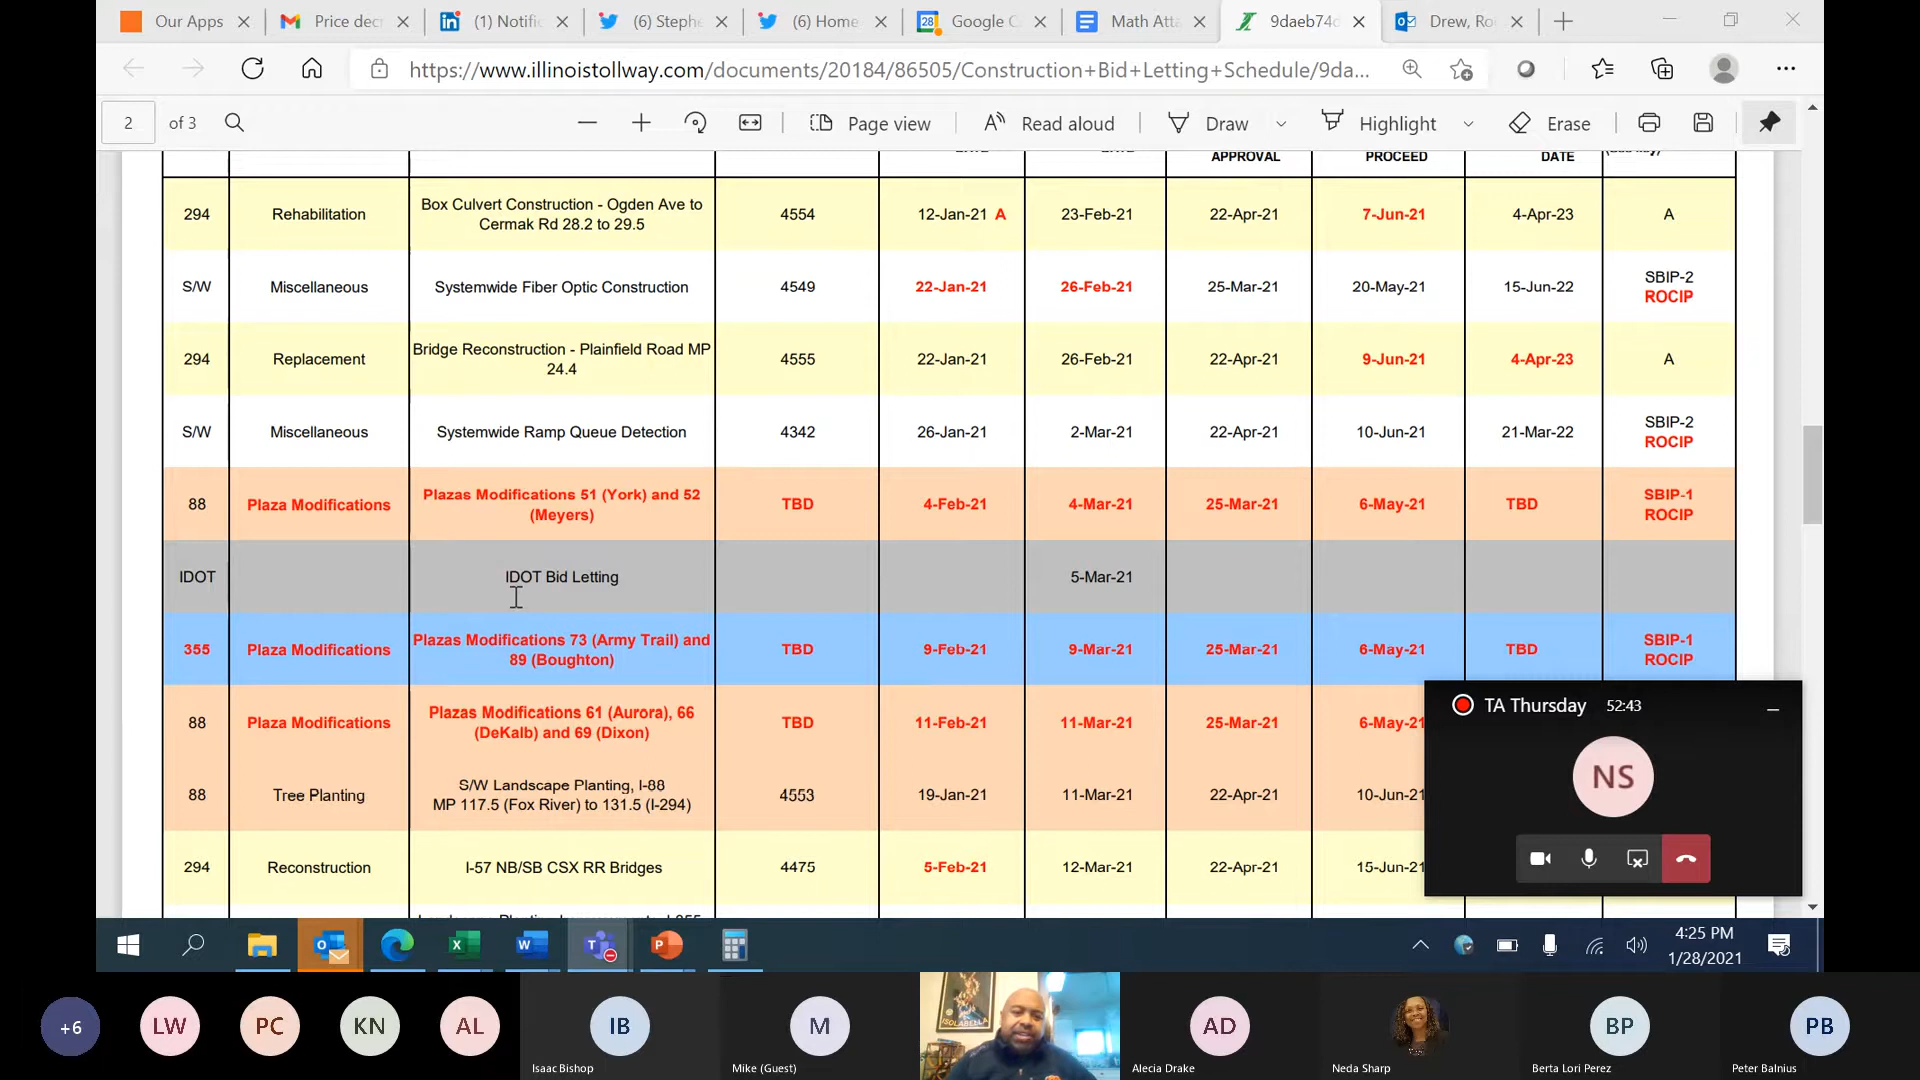 Our Apps
Price dec
(1) Notific
(6) Steph
(6) Home
28
Google C
Math Atta
9daeb74d
Drew, Ro
https://www.illinoistollway.com/documents/20184/86505/Construction+Bid+Letting+Schedule/9da...
2 of 3
Page view
Read aloud
Draw
Highlight
Erase
APPROVAL PROCEED DATE
294 Rehabilitation Box Culvert Construction - Ogden Ave to Cermak Rd 28.2 to 29.5 4554 12-Jan-21 A 23-Feb-21 22-Apr-21 7-Jun-21 4-Apr-23 A
S/W Miscellaneous Systemwide Fiber Optic Construction 4549 22-Jan-21 26-Feb-21 25-Mar-21 20-May-21 15-Jun-22 SBIP-2 ROCIP
294 Replacement Bridge Reconstruction - Plainfield Road MP 24.4 4555 22-Jan-21 26-Feb-21 22-Apr-21 9-Jun-21 4-Apr-23 A
S/W Miscellaneous Systemwide Ramp Queue Detection 4342 26-Jan-21 2-Mar-21 22-Apr-21 10-Jun-21 21-Mar-22 SBIP-2 ROCIP
88 Plaza Modifications Plazas Modifications 51 (York) and 52 (Meyers) TBD 4-Feb-21 4-Mar-21 25-Mar-21 6-May-21 TBD SBIP-1 ROCIP
IDOT IDOT Bid Letting 5-Mar-21
355 Plaza Modifications Plazas Modifications 73 (Army Trail) and 89 (Boughton) TBD 9-Feb-21 9-Mar-21 25-Mar-21 6-May-21 TBD SBIP-1 ROCIP
88 Plaza Modifications Plazas Modifications 61 (Aurora), 66 (DeKalb) and 69 (Dixon) TBD 11-Feb-21 11-Mar-21 25-Mar-21 6-May-21
88 Tree Planting S/W Landscape Planting, I-88 MP 117.5 (Fox River) to 131.5 (I-294) 4553 19-Jan-21 11-Mar-21 22-Apr-21 10-Jun-21
294 Reconstruction I-57 NB/SB CSX RR Bridges 4475 5-Feb-21 12-Mar-21 22-Apr-21 15-Jun-21
TA Thursday 52:43
NS
4:25 PM
1/28/2021
+6
LW
PC
KN
AL
IB
Isaac Bishop
M
Mike (Guest)
ISOLABELLA
AD
Alecia Drake
Neda Sharp
BP
Berta Lori Perez
PB
Peter Balnius